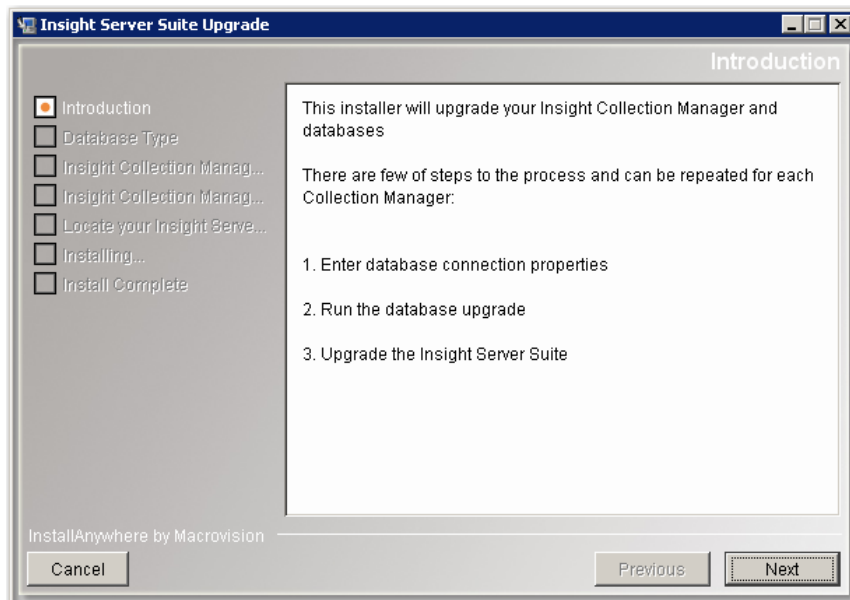 Insight Server Suite Upgrade
Introduction
Introduction
Database Type
Insight Collection Manag...
Insight Collection Manag...
Locate your Insight Serve...
Installing...
Install Complete
This installer will upgrade your Insight Collection Manager and
databases
There are few of steps to the process and can be repeated for each
Collection Manager:
1. Enter database connection properties
2. Run the database upgrade
3. Upgrade the Insight Server Suite
InstallAnywhere by Macrovision
Cancel
Previous
Next